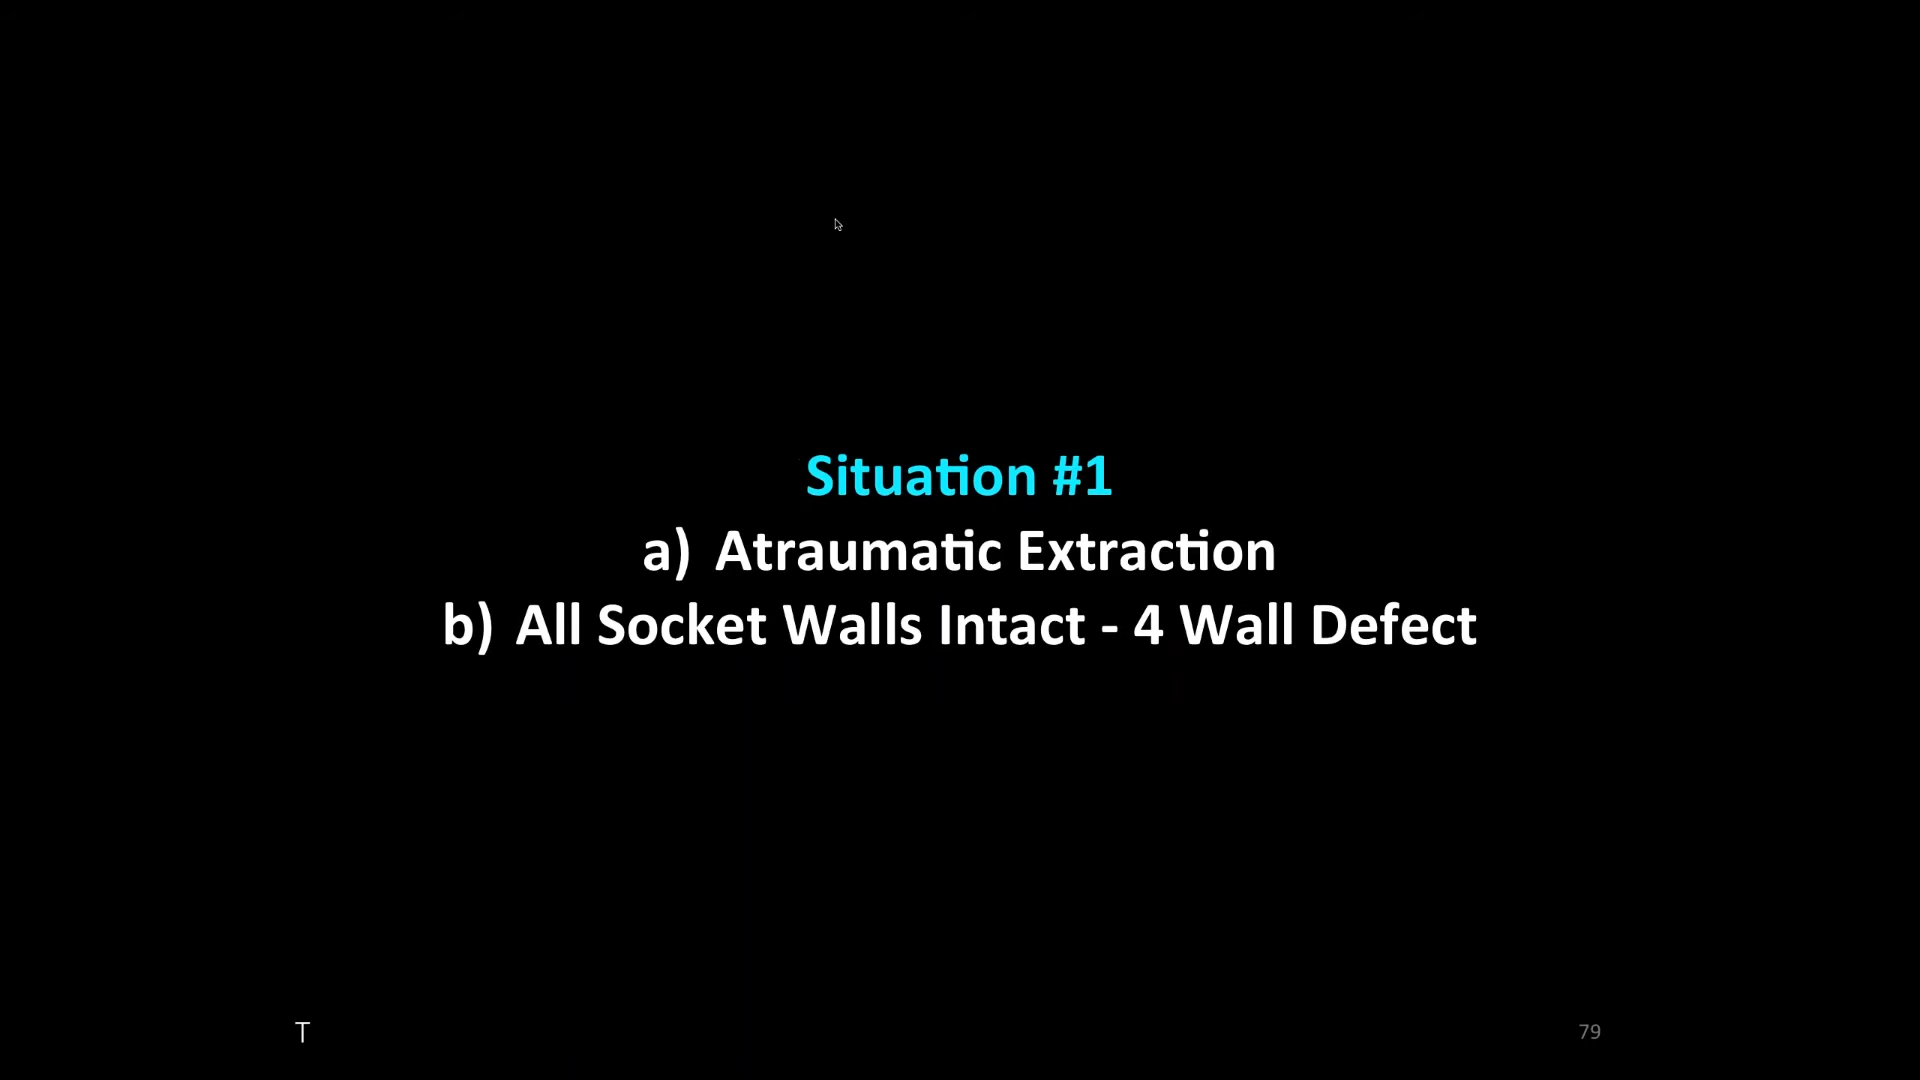 Situation #1
a) Atraumatic Extraction
b) All Socket Walls Intact - 4 Wall Defect
T
79